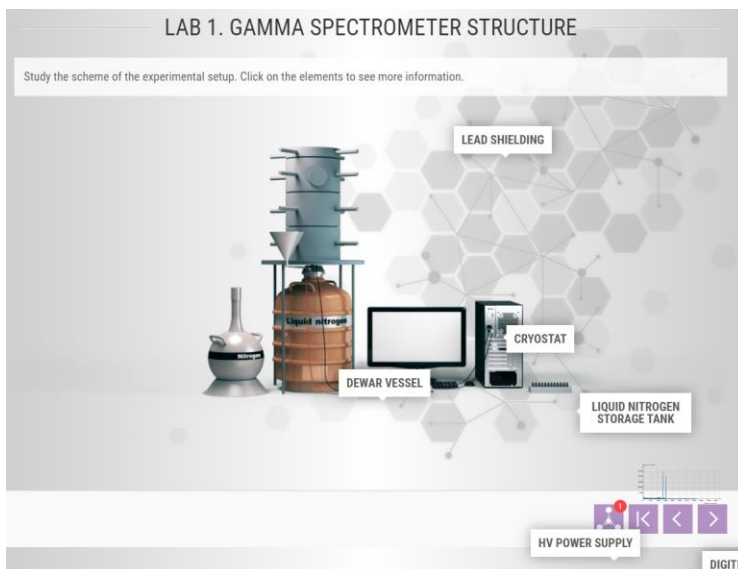 LAB 1. GAMMA SPECTROMETER STRUCTURE
Study the scheme of the experimental setup. Click on the elements to see more information.
LEAD SHIELDING
Liquid nitrogen
CRYOSTAT
Nitrogen
DEWAR VESSEL
LIQUID NITROGEN
STORAGE TANK
1
HV POWER SUPPLY
DIGIT